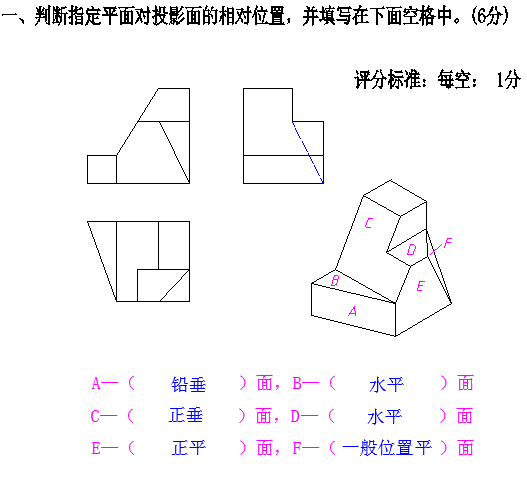 一、判断指定平面对投影面的相对位置,并填写在下面空格中。(6分)
评分标准:每空: 1分
C
D
F
B
E
A
A—( 铅垂 )面,B—( 水平 )面
C—( 正垂 )面,D—( 水平 )面
E—( 正平 )面,F—( 一般位置平 )面